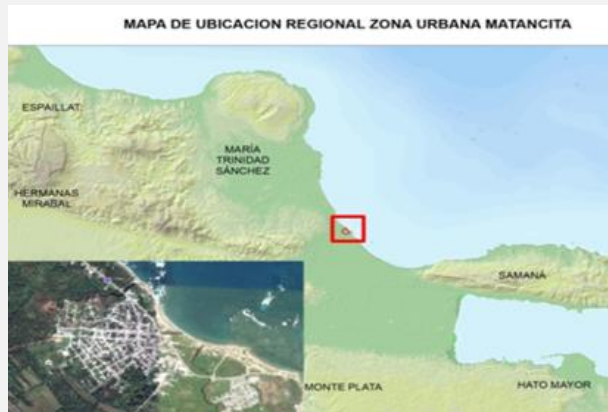 MAPA DE UBICACION REGIONAL ZONA URBANA MATANCITA
ESPAILLAT
MARÍA
TRINIDAD
SÁNCHEZ
HERMANAS
MIRABAL
SAMANÁ
MONTE PLATA
HATO MAYOR